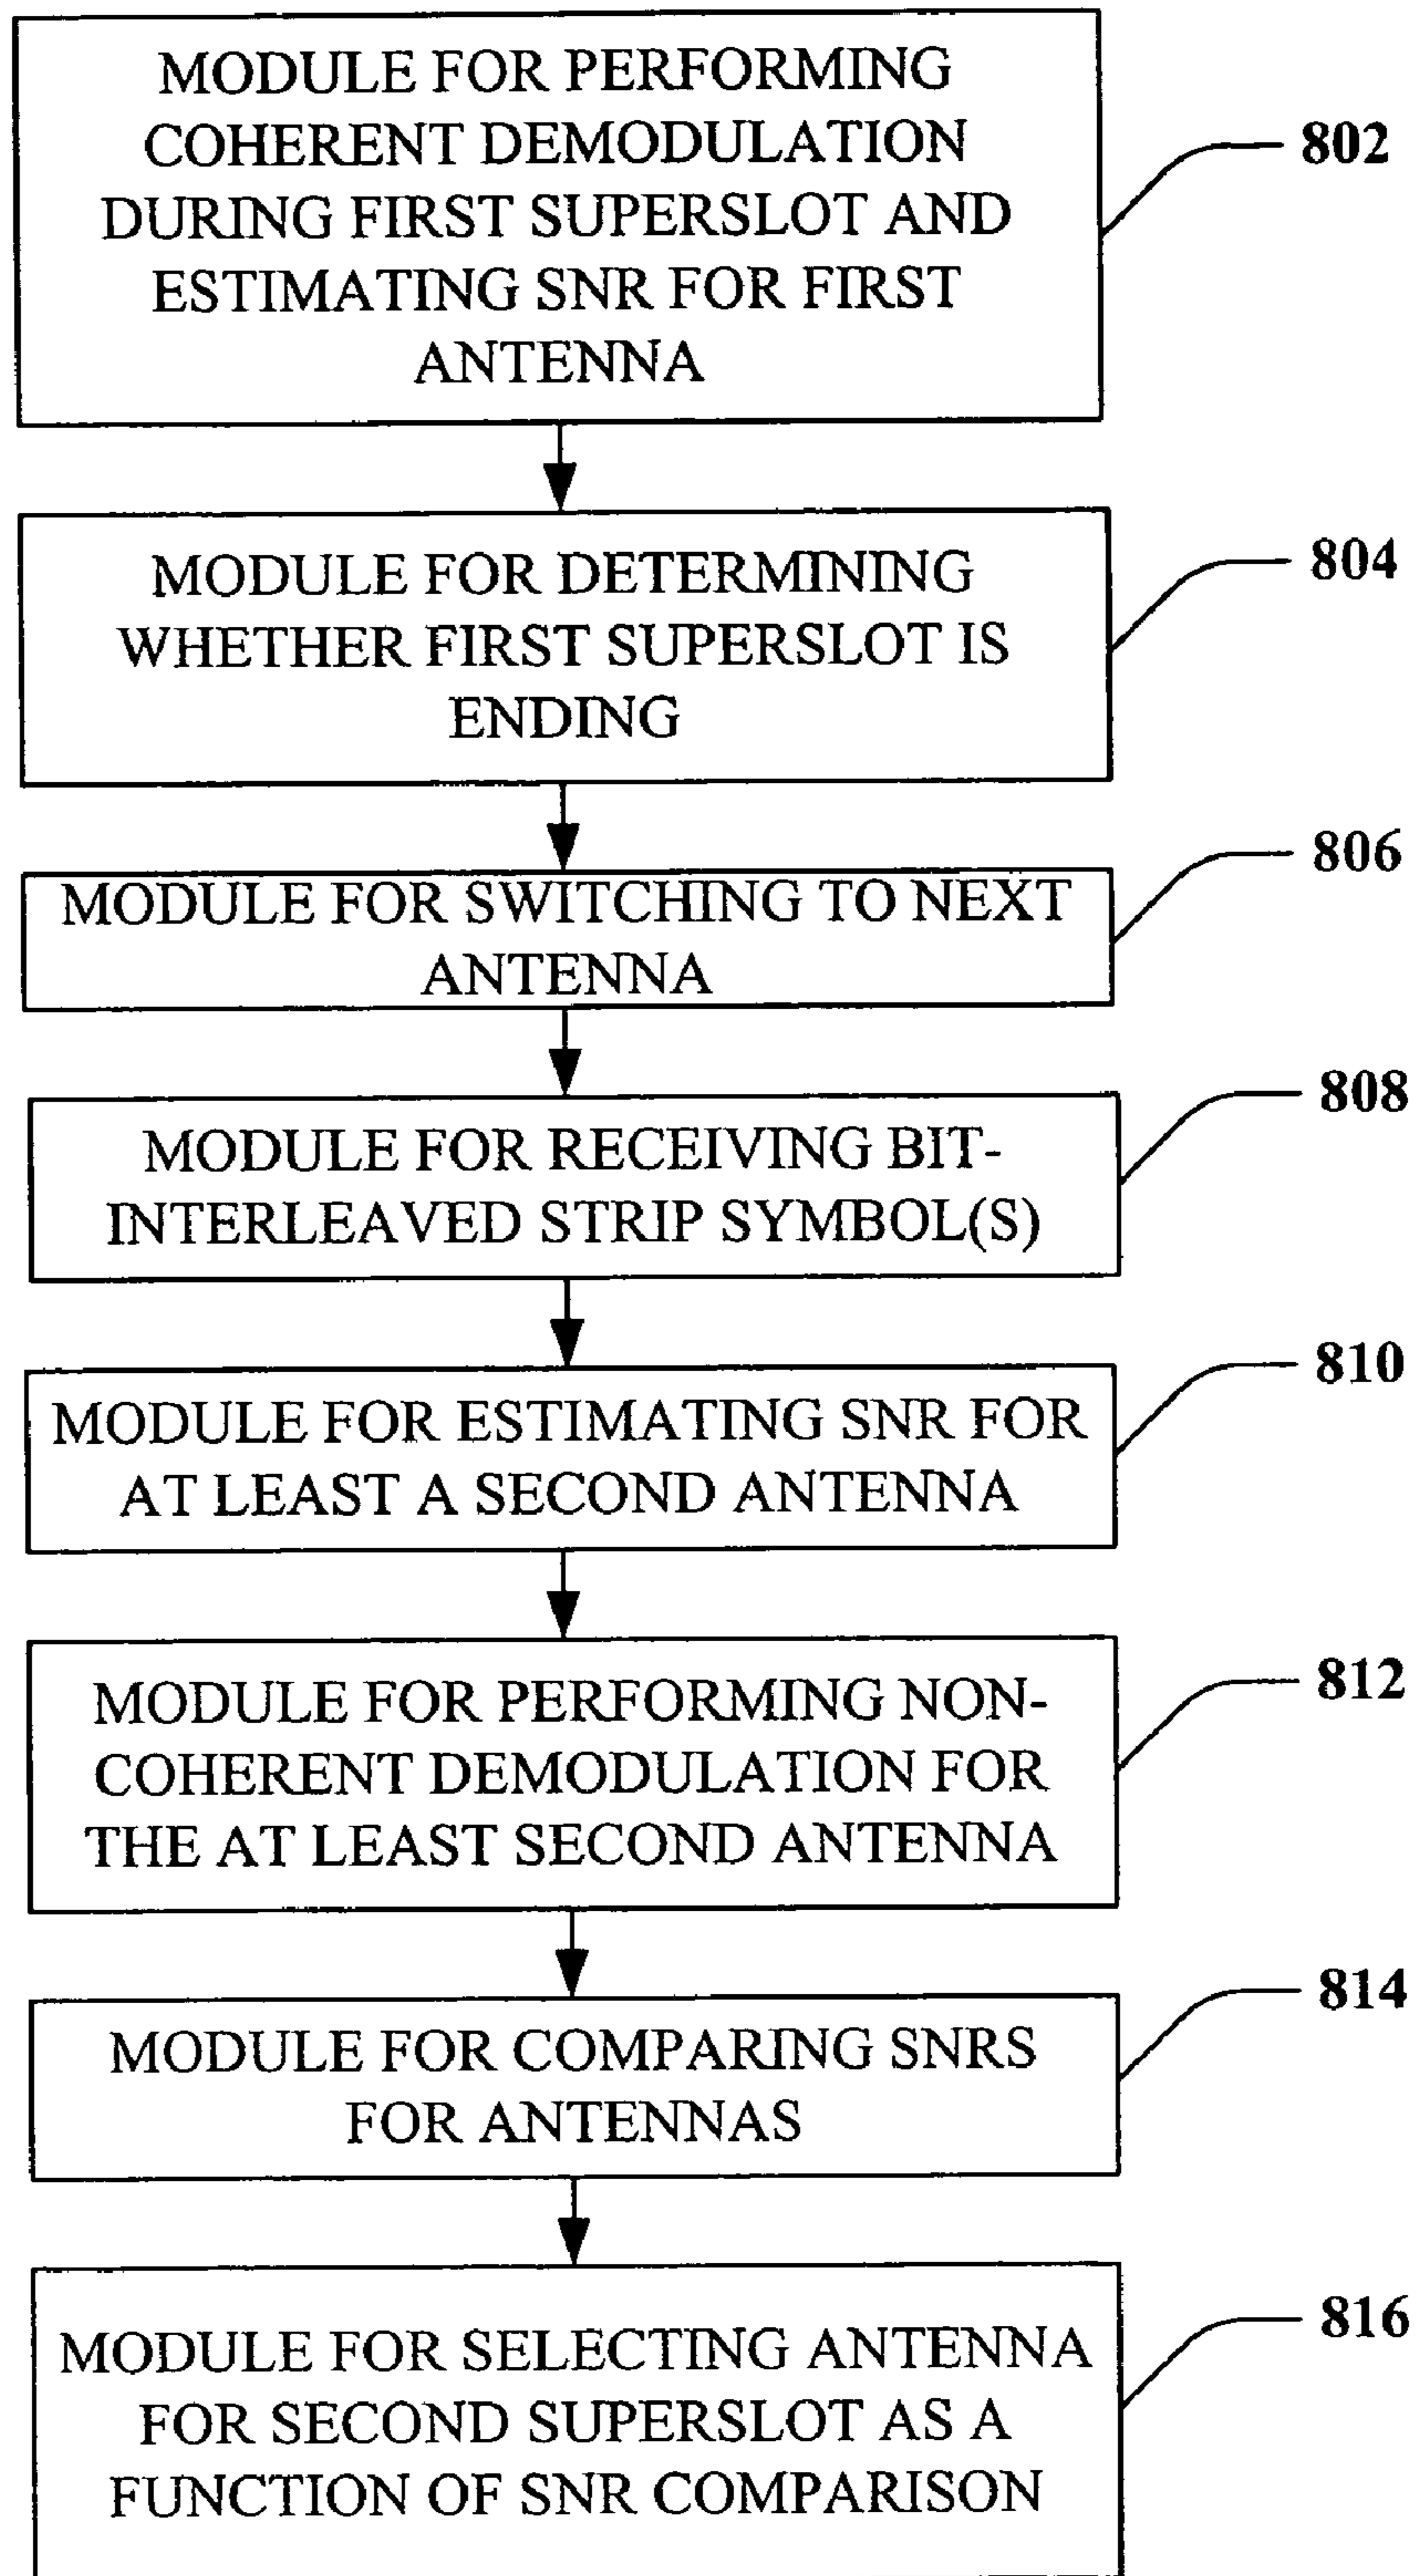 MODULE FOR PERFORMING
COHERENT DEMODULATION
DURING FIRST SUPERSLOT AND
ESTIMATING SNR FOR FIRST
ANTENNA
802
MODULE FOR DETERMINING
WHETHER FIRST SUPERSLOT IS
ENDING
804
MODULE FOR SWITCHING TO NEXT
ANTENNA
806
MODULE FOR RECEIVING BIT-
INTERLEAVED STRIP SYMBOL(S)
808
MODULE FOR ESTIMATING SNR FOR
AT LEAST A SECOND ANTENNA
810
MODULE FOR PERFORMING NON-
COHERENT DEMODULATION FOR
THE AT LEAST SECOND ANTENNA
812
MODULE FOR COMPARING SNRS
FOR ANTENNAS
814
MODULE FOR SELECTING ANTENNA
FOR SECOND SUPERSLOT AS A
FUNCTION OF SNR COMPARISON
816